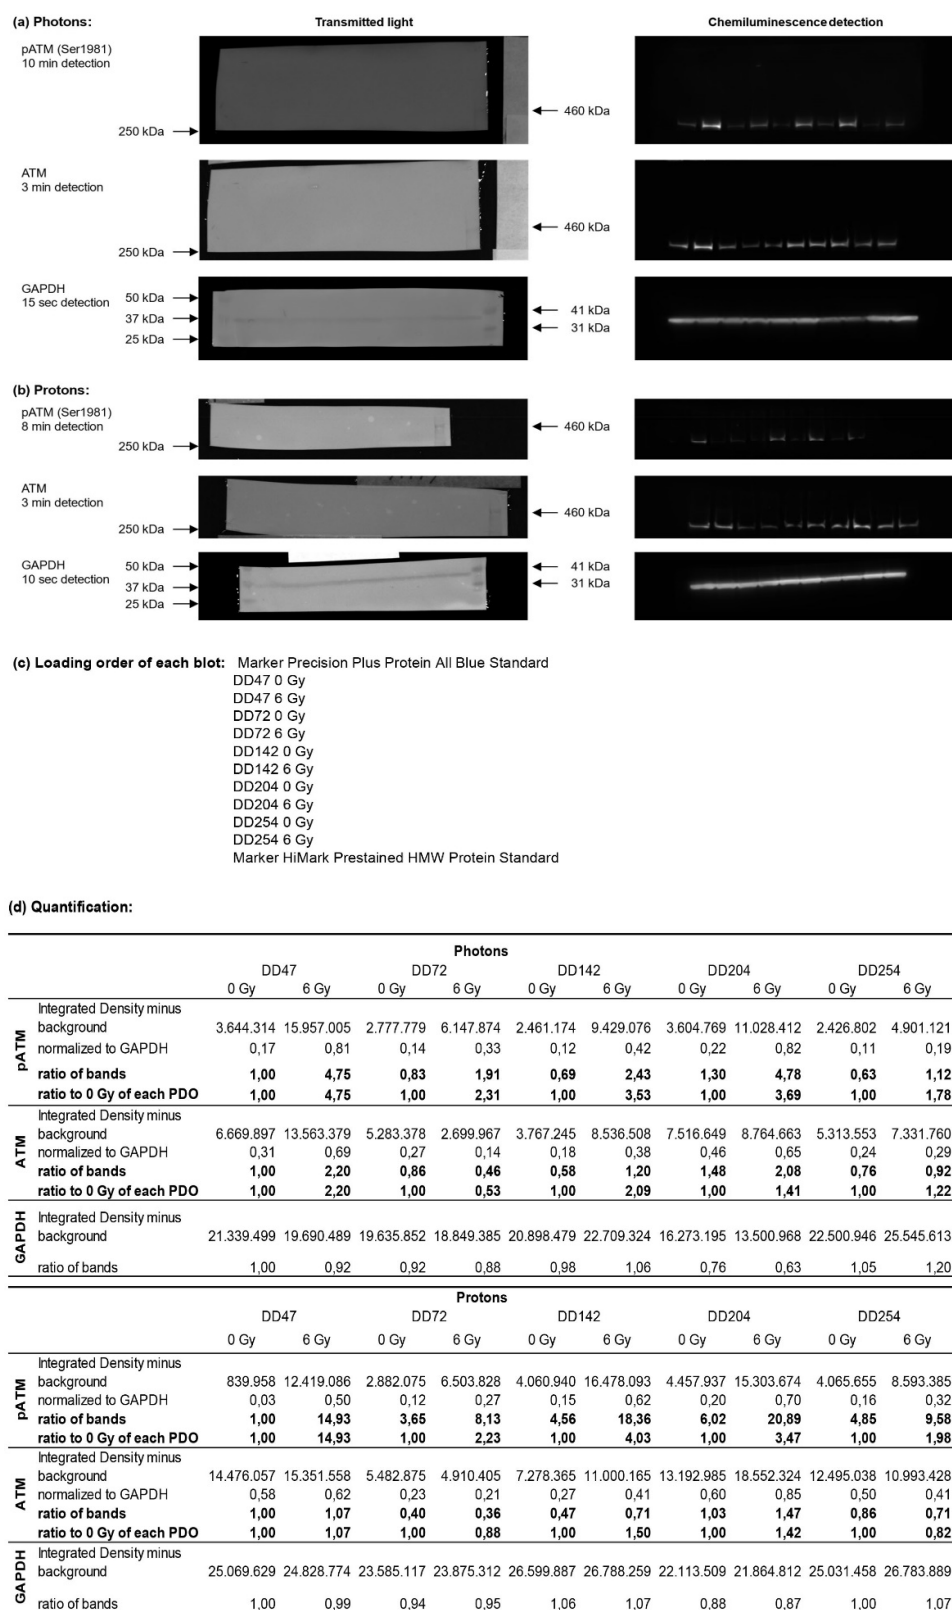 (a) Photons:
Transmitted light
Chemiluminescence detection
pATM (Ser1981)
10 min detection
460 kDa
250 kDa
ATM
3 min detection
460 kDa
250 kDa
GAPDH
15 sec detection
50 kDa
37 kDa
25 kDa
41 kDa
31 kDa
(b) Protons:
pATM (Ser1981)
8 min detection
460 kDa
250 kDa
ATM
3 min detection
460 kDa
250 kDa
GAPDH
10 sec detection
50 kDa
37 kDa
25 kDa
41 kDa
31 kDa
(c) Loading order of each blot: Marker Precision Plus Protein All Blue Standard
DD47 0 Gy
DD47 6 Gy
DD72 0 Gy
DD72 6 Gy
DD142 0 Gy
DD142 6 Gy
DD204 0 Gy
DD204 6 Gy
DD254 0 Gy
DD254 6 Gy
Marker HiMark Prestained HMW Protein Standard
(d) Quantification:
Photons
DD47 DD72 DD142 DD204 DD254
0 Gy 6 Gy 0 Gy 6 Gy 0 Gy 6 Gy 0 Gy 6 Gy 0 Gy 6 Gy
pATM
Integrated Density minus
background 3.644.314 15.957.005 2.777.779 6.147.874 2.461.174 9.429.076 3.604.769 11.028.412 2.426.802 4.901.121
normalized to GAPDH 0,17 0,81 0,14 0,33 0,12 0,42 0,22 0,82 0,11 0,19
ratio of bands 1,00 4,75 0,83 1,91 0,69 2,43 1,30 4,78 0,63 1,12
ratio to 0 Gy of each PDO 1,00 4,75 1,00 2,31 1,00 3,53 1,00 3,69 1,00 1,78
ATM
Integrated Density minus
background 6.669.897 13.563.379 5.283.378 2.699.967 3.767.245 8.536.508 7.516.649 8.764.663 5.313.553 7.331.760
normalized to GAPDH 0,31 0,69 0,27 0,14 0,18 0,38 0,46 0,65 0,24 0,29
ratio of bands 1,00 2,20 0,86 0,46 0,58 1,20 1,48 2,08 0,76 0,92
ratio to 0 Gy of each PDO 1,00 2,20 1,00 0,53 1,00 2,09 1,00 1,41 1,00 1,22
GAPDH
Integrated Density minus
background 21.339.499 19.690.489 19.635.852 18.849.385 20.898.479 22.709.324 16.273.195 13.500.968 22.500.946 25.545.613
ratio of bands 1,00 0,92 0,92 0,88 0,98 1,06 0,76 0,63 1,05 1,20
Protons
DD47 DD72 DD142 DD204 DD254
0 Gy 6 Gy 0 Gy 6 Gy 0 Gy 6 Gy 0 Gy 6 Gy 0 Gy 6 Gy
pATM
Integrated Density minus
background 839.958 12.419.086 2.882.075 6.503.828 4.060.940 16.478.093 4.457.937 15.303.674 4.065.655 8.593.385
normalized to GAPDH 0,03 0,50 0,12 0,27 0,15 0,62 0,20 0,70 0,16 0,32
ratio of bands 1,00 14,93 3,65 8,13 4,56 18,36 6,02 20,89 4,85 9,58
ratio to 0 Gy of each PDO 1,00 14,93 1,00 2,23 1,00 4,03 1,00 3,47 1,00 1,98
ATM
Integrated Density minus
background 14.476.057 15.351.558 5.482.875 4.910.405 7.278.365 11.000.165 13.192.985 18.552.324 12.495.038 10.993.428
normalized to GAPDH 0,58 0,62 0,23 0,21 0,27 0,41 0,60 0,85 0,50 0,41
ratio of bands 1,00 1,07 0,40 0,36 0,47 0,71 1,03 1,47 0,86 0,71
ratio to 0 Gy of each PDO 1,00 1,07 1,00 0,88 1,00 1,50 1,00 1,42 1,00 0,82
GAPDH
Integrated Density minus
background 25.069.629 24.828.774 23.585.117 23.875.312 26.599.887 26.788.259 22.113.509 21.864.812 25.031.458 26.783.889
ratio of bands 1,00 0,99 0,94 0,95 1,06 1,07 0,88 0,87 1,00 1,07